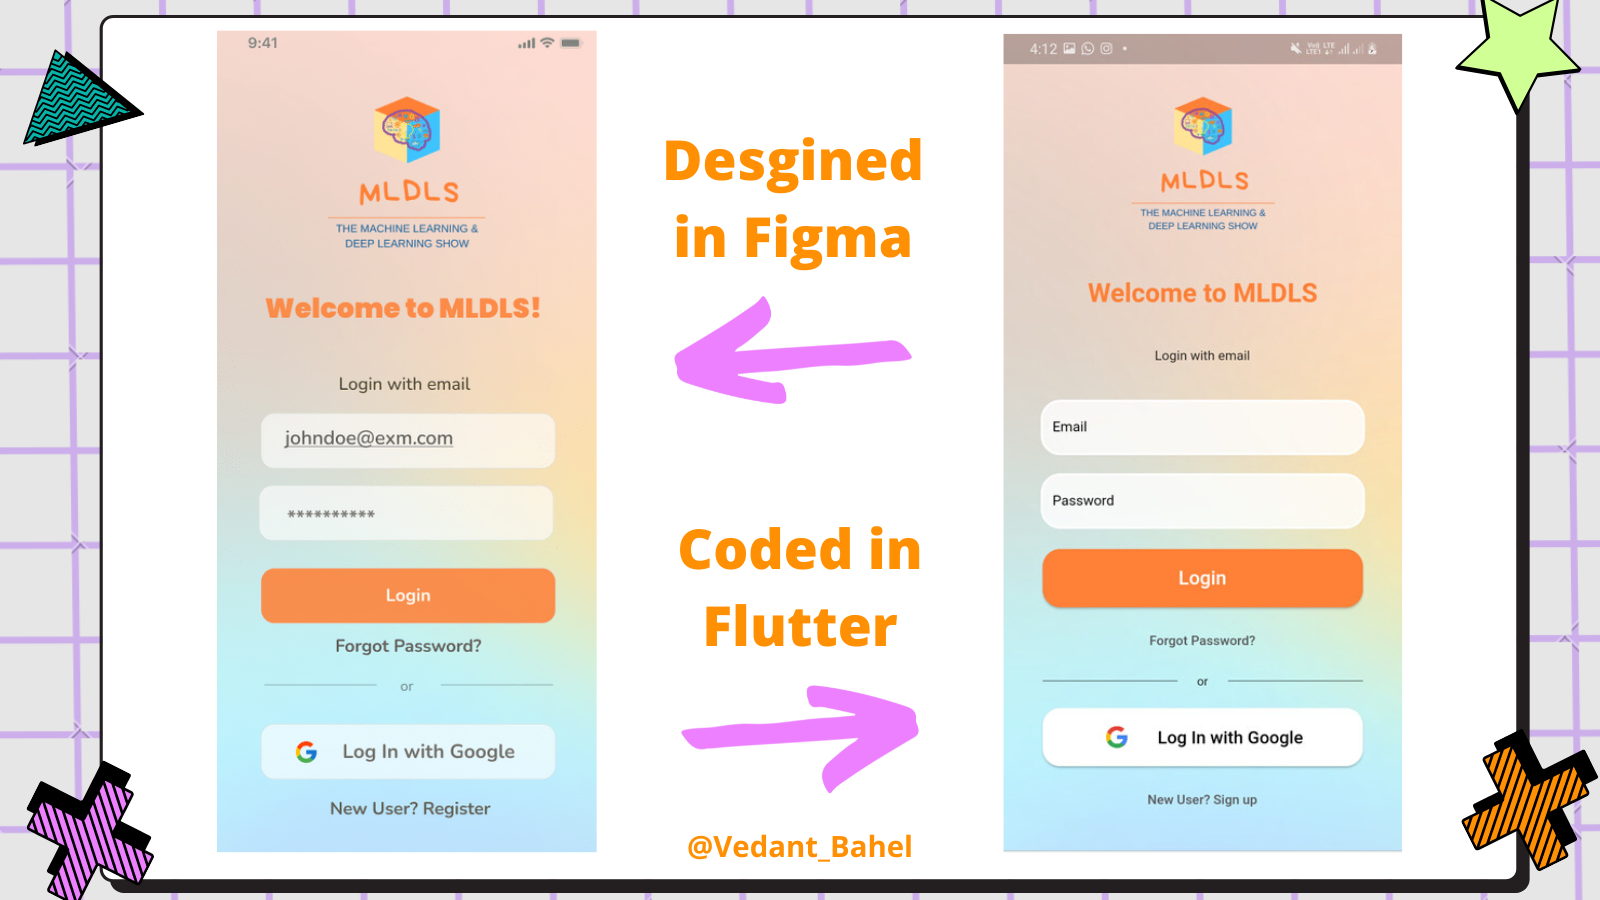 9:41
MLDLS
THE MACHINE LEARNING &
DEEP LEARNING SHOW
Welcome to MLDLS!
Login with email
johndoe@exm.com
**********
Login
Forgot Password?
or
G Log In with Google
New User? Register
Desgined
in Figma
Coded in
Flutter
@Vedant_Bahel
4:12
Vo)) LTE
LTE1
MLDLS
THE MACHINE LEARNING &
DEEP LEARNING SHOW
Welcome to MLDLS
Login with email
Email
Password
Login
Forgot Password?
or
G Log In with Google
New User? Sign up